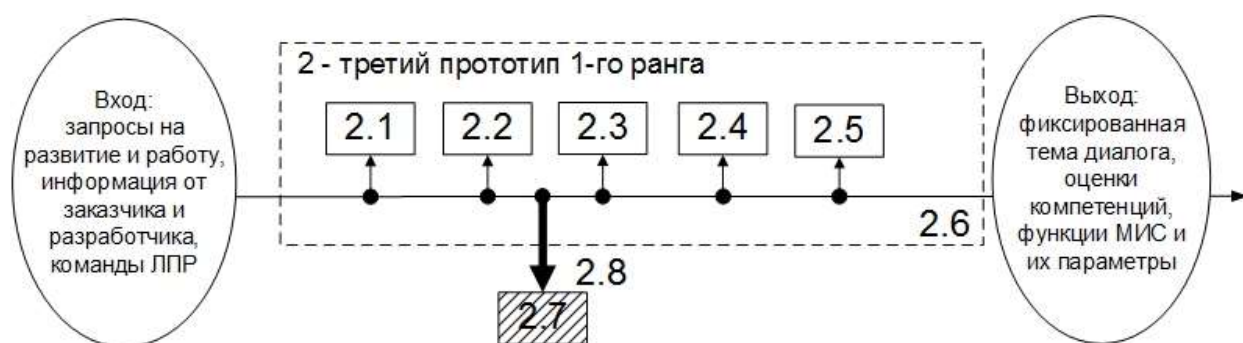 Вход:
запросы на
развитие и работу,
информация от
заказчика и
разработчика,
команды ЛПР
2 - третий прототип 1-го ранга
2.1
2.2
2.3
2.4
2.5
2.6
2.8
2.7
Выход:
фиксированная
тема диалога,
оценки
компетенций,
функции МИС и
их параметры